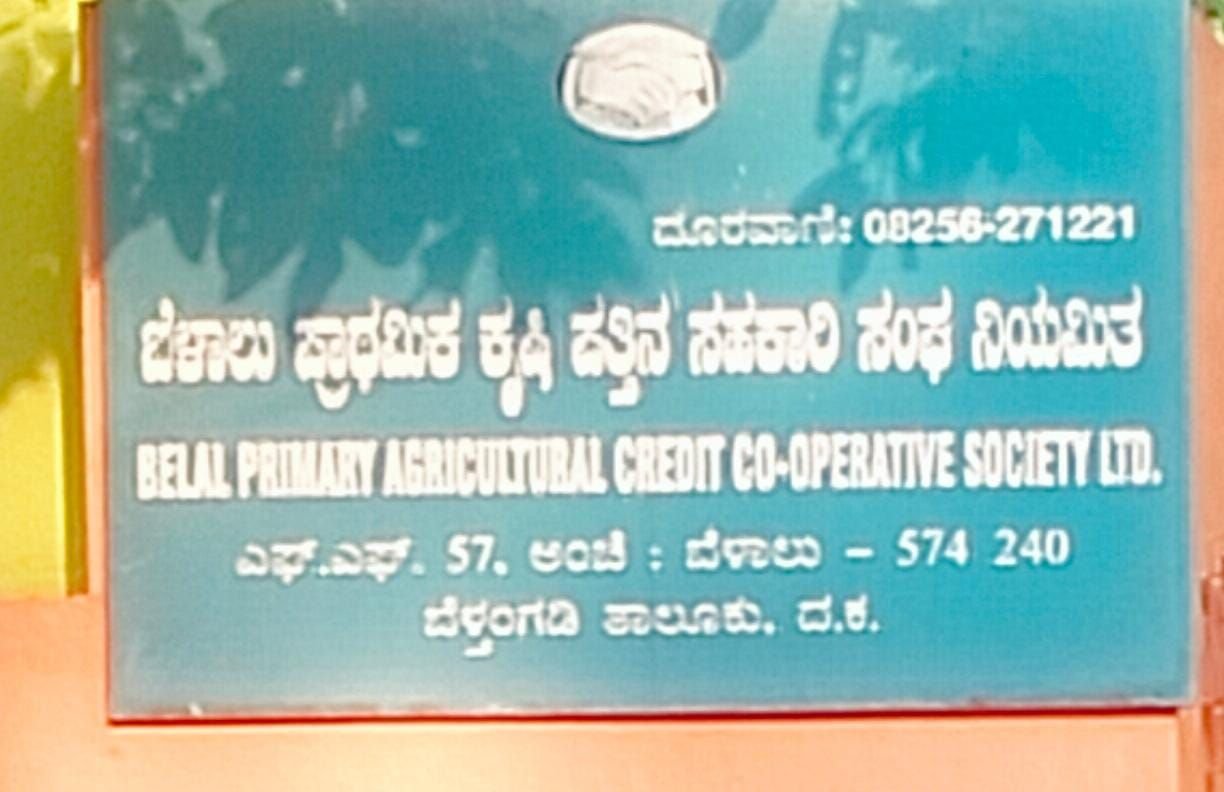 ದೂರವಾಣಿ: 08256-271221
ಬೆಳಾಲು ಪ್ರಾಥಮಿಕ ಕೃಷಿ ಪತ್ತಿನ ಸಹಕಾರಿ ಸಂಘ ನಿಯಮಿತ
BELAL PRIMARY AGRICULTURAL CREDIT CO-OPERATIVE SOCIETY LTD.
ಎಫ್.ಎಫ್. 57, ಅಂಚೆ : ಬೆಳಾಲು – 574 240
ಬೆಳ್ತಂಗಡಿ ತಾಲೂಕು. ದ.ಕ.